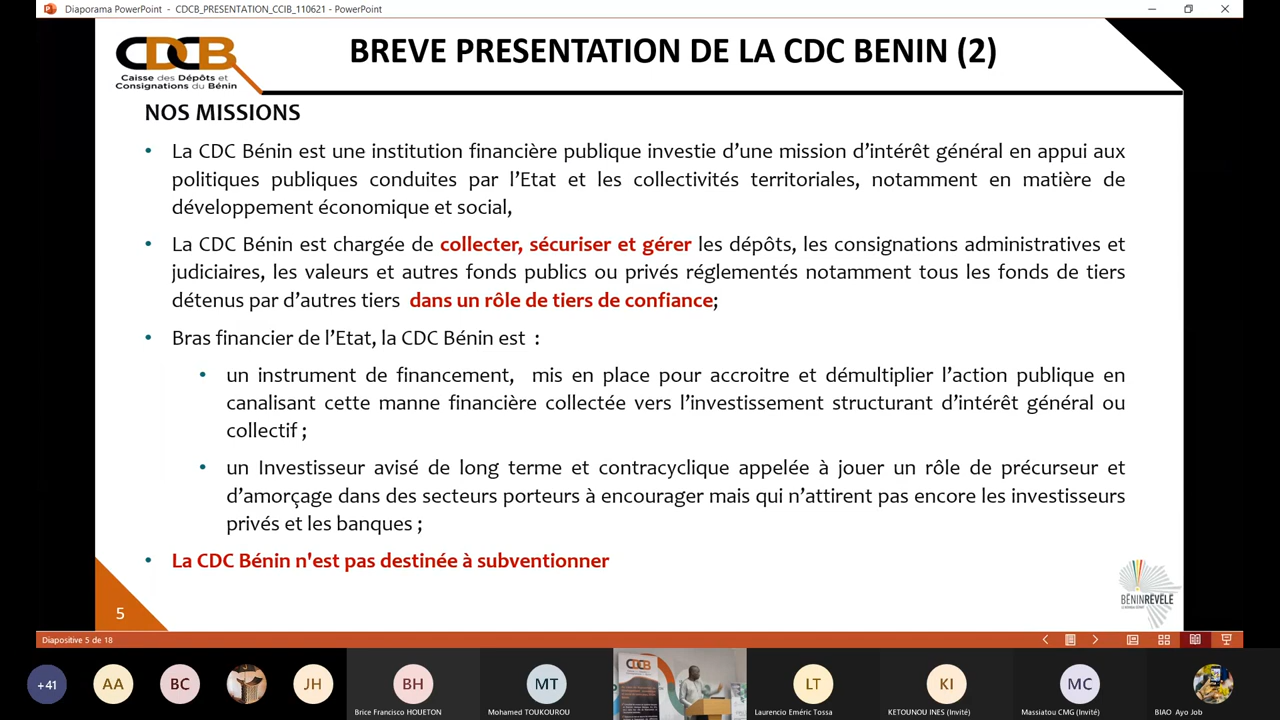 Diaporama PowerPoint - CDCB_PRESENTATION_CCIB_110621 - PowerPoint
CDCB
Caisse des Dépôts et
Consignations du Bénin
BREVE PRESENTATION DE LA CDC BENIN (2)
NOS MISSIONS
• La CDC Bénin est une institution financière publique investie d’une mission d’intérêt général en appui aux
politiques publiques conduites par l’Etat et les collectivités territoriales, notamment en matière de
développement économique et social,
• La CDC Bénin est chargée de collecter, sécuriser et gérer les dépôts, les consignations administratives et
judiciaires, les valeurs et autres fonds publics ou privés réglementés notamment tous les fonds de tiers
détenus par d’autres tiers dans un rôle de tiers de confiance;
• Bras financier de l’Etat, la CDC Bénin est :
• un instrument de financement, mis en place pour accroitre et démultiplier l’action publique en
canalisant cette manne financière collectée vers l’investissement structurant d’intérêt général ou
collectif ;
• un Investisseur avisé de long terme et contracyclique appelée à jouer un rôle de précurseur et
d’amorçage dans des secteurs porteurs à encourager mais qui n’attirent pas encore les investisseurs
privés et les banques ;
• La CDC Bénin n'est pas destinée à subventionner
5
BÉNIN RÉVÉLÉ
Diapositive 5 de 18
+41
AA
BC
JH
BH
MT
CDCB
LT
KI
MC
Brice Francisco HOUETON
Mohamed TOUKOUROU
Laurencio Eméric Tossa
KETOUNOU INES (Invité)
Massiatou CMG (Invité)
BIAO Ayo Job